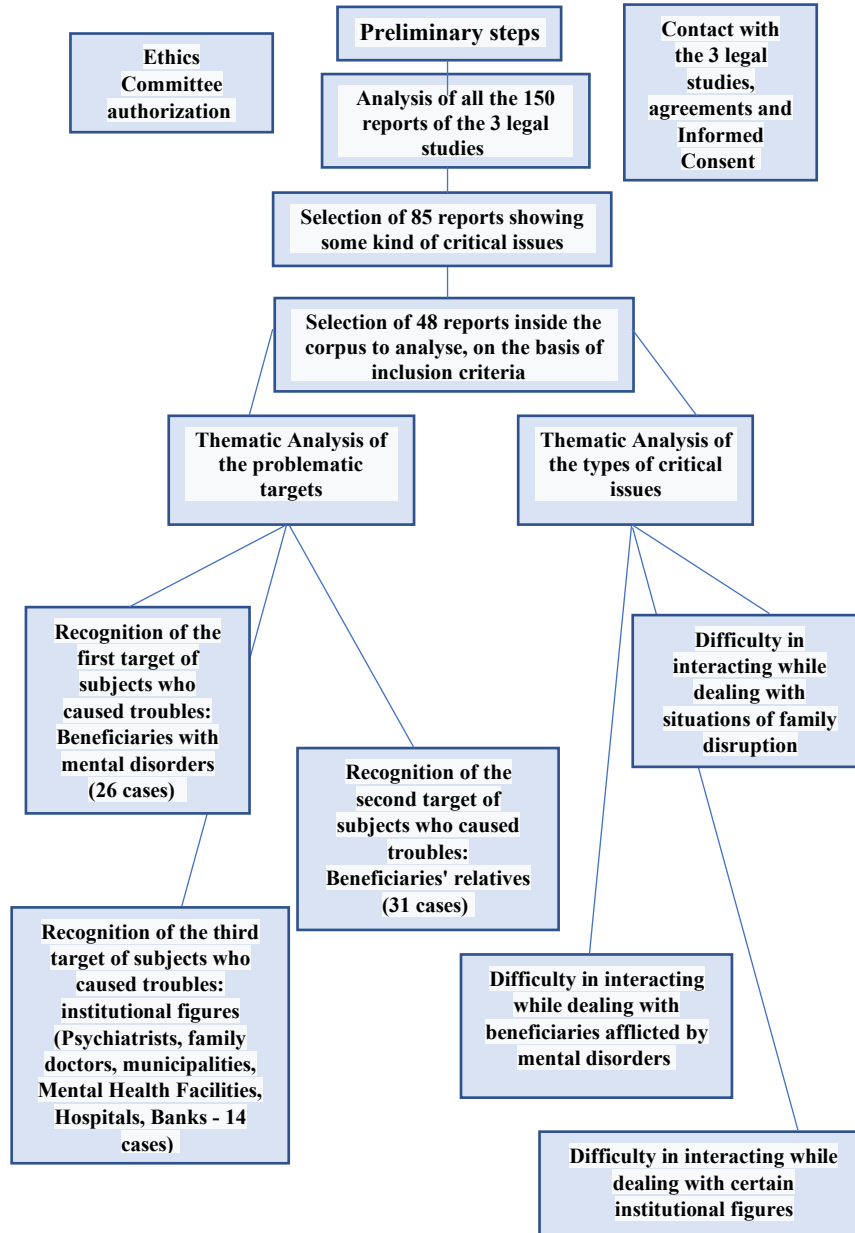 Preliminary steps
Ethics
Committee
authorization
Contact with
the 3 legal
studies,
agreements and
Informed
Consent
Analysis of all the 150
reports of the 3 legal
studies
Selection of 85 reports showing
some kind of critical issues
Selection of 48 reports inside the
corpus to analyse, on the basis of
inclusion criteria
Thematic Analysis of
the problematic
targets
Thematic Analysis of
the types of critical
issues
Recognition of the
first target of
subjects who
caused troubles:
Beneficiaries with
mental disorders
(26 cases)
Difficulty in
interacting while
dealing with
situations of family
disruption
Recognition of the
second target of
subjects who caused
troubles:
Beneficiaries' relatives
(31 cases)
Recognition of the third
target of subjects who
caused troubles:
institutional figures
(Psychiatrists, family
doctors, municipalities,
Mental Health Facilities,
Hospitals, Banks - 14
cases)
Difficulty in interacting
while dealing with
beneficiaries afflicted by
mental disorders
Difficulty in interacting while
dealing with certain
institutional figures